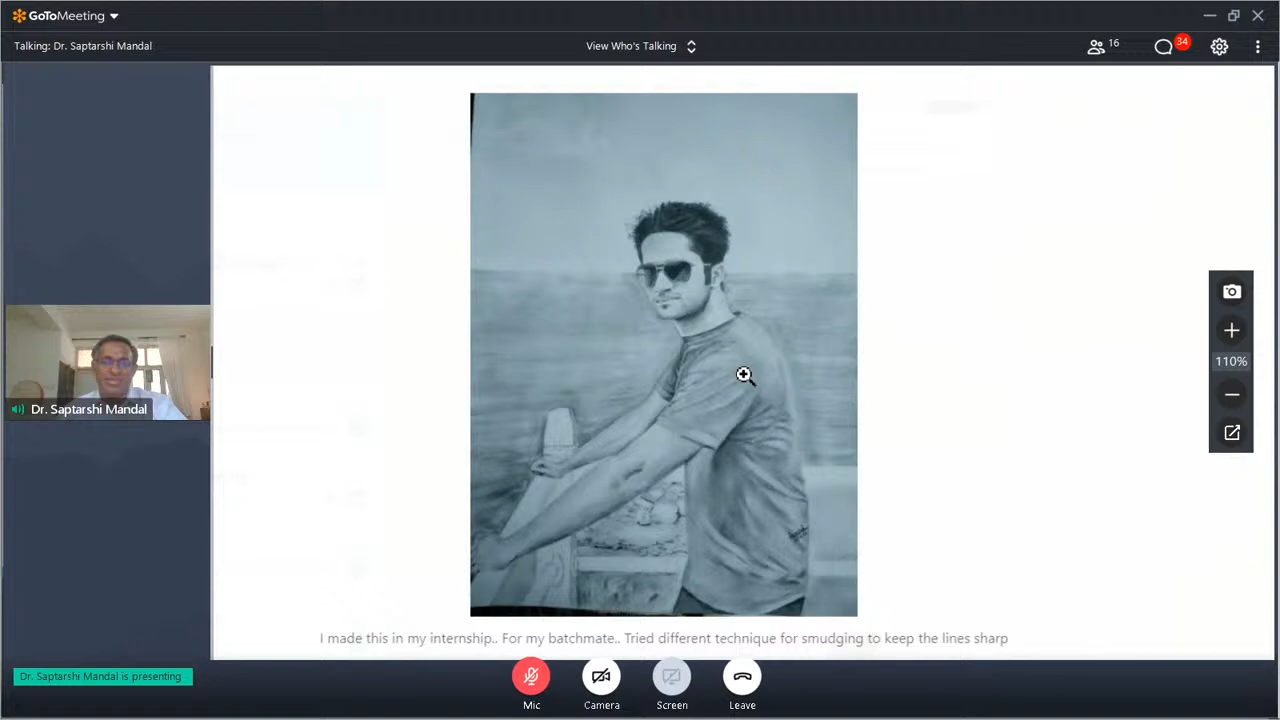 GoToMeeting
Talking: Dr. Saptarshi Mandal
View Who's Talking
16
34
110%
Dr. Saptarshi Mandal
I made this in my internship.. For my batchmate.. Tried different technique for smudging to keep the lines sharp
Dr. Saptarshi Mandal is presenting
Mic
Camera
Screen
Leave